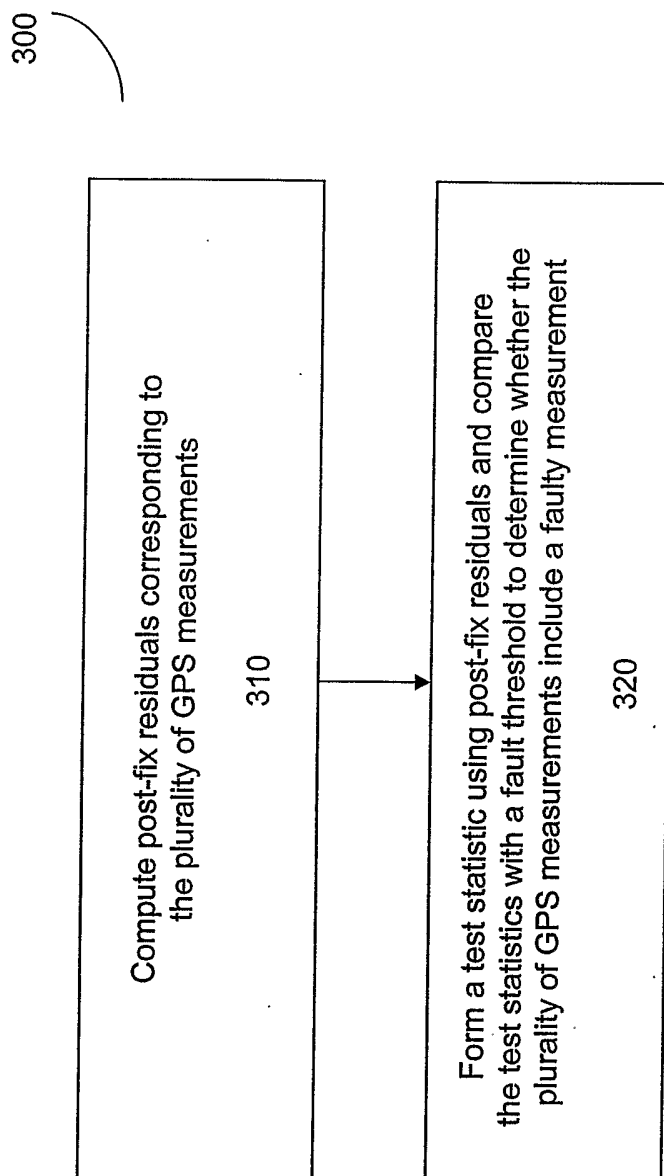 300
Compute post-fix residuals corresponding to
the plurality of GPS measurements
310
Form a test statistic using post-fix residuals and compare
the test statistics with a fault threshold to determine whether the
plurality of GPS measurements include a faulty measurement
320